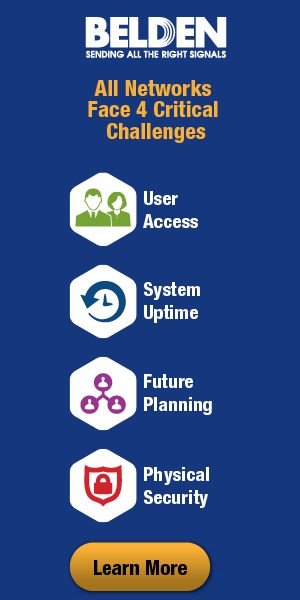 BELDEN
SENDING ALL THE RIGHT SIGNALS
All Networks
Face 4 Critical
Challenges
User
Access
System
Uptime
Future
Planning
Physical
Security
Learn More